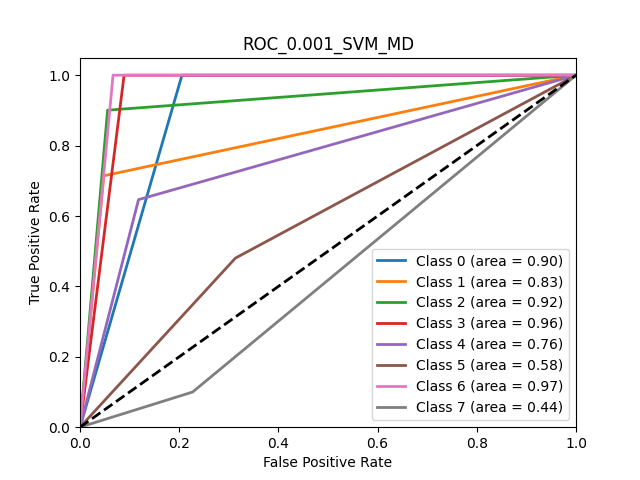 ROC_0.001_SVM_MD
True Positive Rate
1.0
0.8
0.6
0.4
0.2
0.0
Class 0 (area = 0.90)
Class 1 (area = 0.83)
Class 2 (area = 0.92)
Class 3 (area = 0.96)
Class 4 (area = 0.76)
Class 5 (area = 0.58)
Class 6 (area = 0.97)
Class 7 (area = 0.44)
0.0 0.2 0.4 0.6 0.8 1.0
False Positive Rate